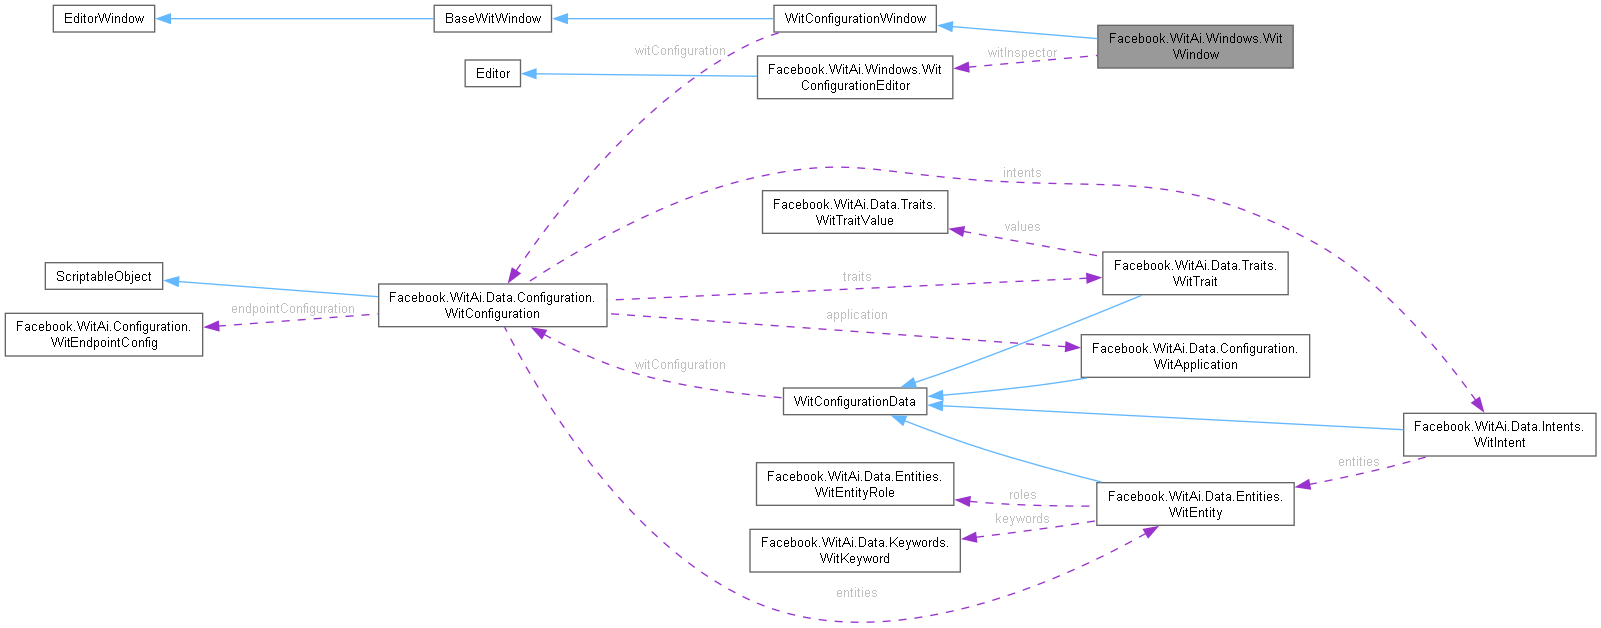 EditorWindow
BaseWitWindow
WitConfigurationWindow
Facebook.WitAi.Windows.Wit
Window
witConfiguration
witInspector
Editor
Facebook.WitAi.Windows.Wit
ConfigurationEditor
intents
Facebook.WitAi.Data.Traits.
WitTraitValue
values
ScriptableObject
Facebook.WitAi.Data.Traits.
WitTrait
traits
Facebook.WitAi.Data.Configuration.
WitConfiguration
endpointConfiguration
Facebook.WitAi.Configuration.
WitEndpointConfig
application
Facebook.WitAi.Data.Configuration.
WitApplication
witConfiguration
WitConfigurationData
Facebook.WitAi.Data.Intents.
WitIntent
entities
Facebook.WitAi.Data.Entities.
WitEntityRole
roles
Facebook.WitAi.Data.Entities.
WitEntity
keywords
Facebook.WitAi.Data.Keywords.
WitKeyword
entities